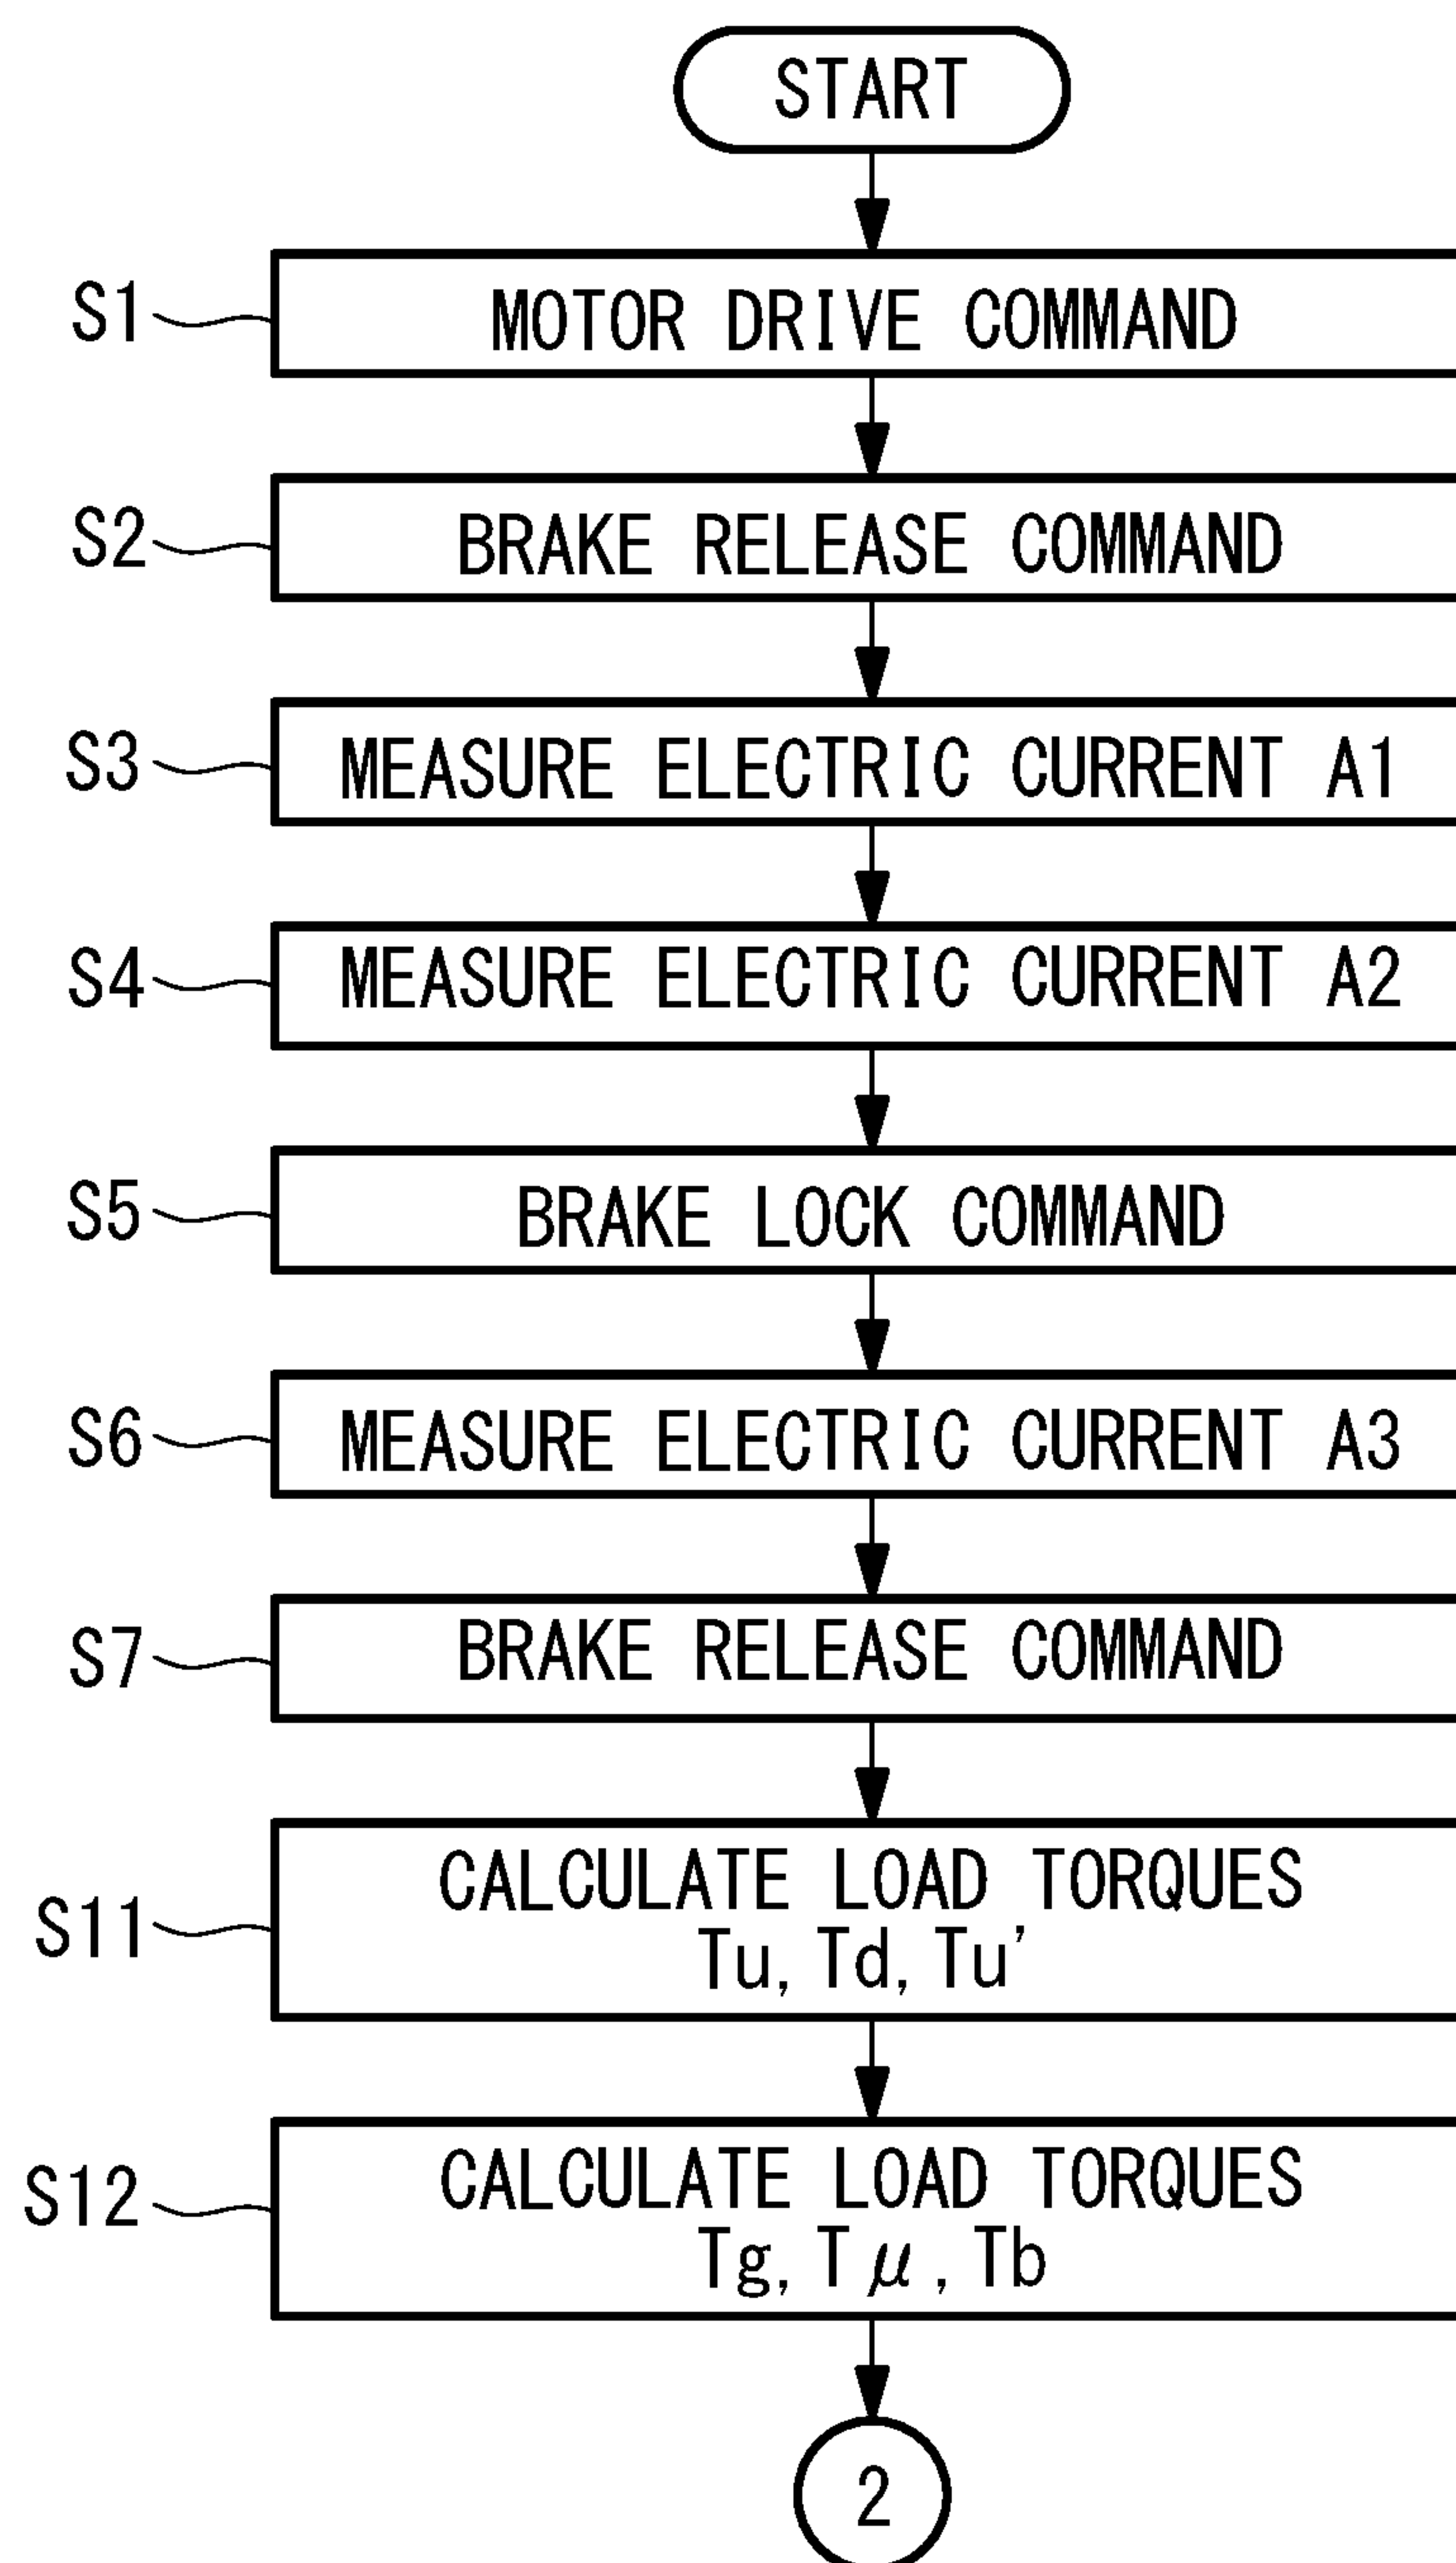 START
S1 MOTOR DRIVE COMMAND
S2 BRAKE RELEASE COMMAND
S3 MEASURE ELECTRIC CURRENT A1
S4 MEASURE ELECTRIC CURRENT A2
S5 BRAKE LOCK COMMAND
S6 MEASURE ELECTRIC CURRENT A3
S7 BRAKE RELEASE COMMAND
S11 CALCULATE LOAD TORQUES
Tu, Td, Tu'
S12 CALCULATE LOAD TORQUES
Tg, Tμ, Tb
2